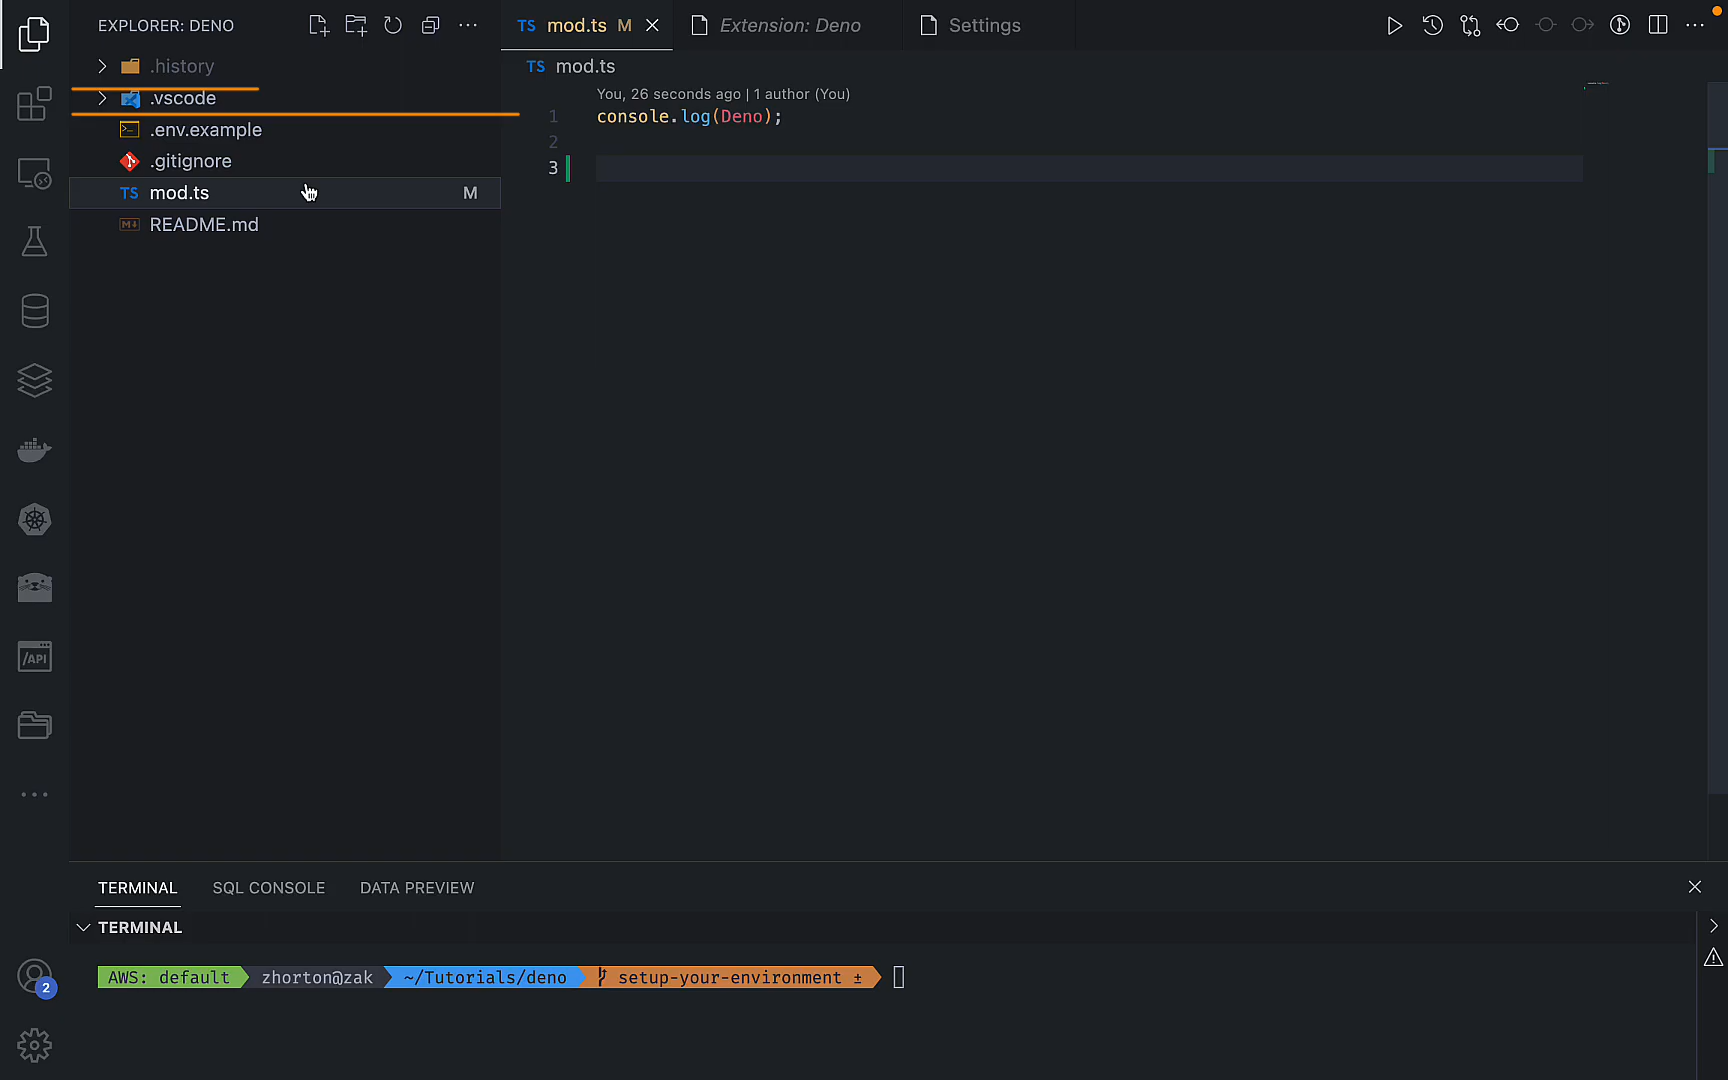 EXPLORER: DENO
.history
.vscode
.env.example
.gitignore
TS mod.ts M
README.md
TS mod.ts M
Extension: Deno
Settings
TS mod.ts
You, 26 seconds ago | 1 author (You)
1 console.log(Deno);
2
3
/API
TERMINAL
SQL CONSOLE
DATA PREVIEW
TERMINAL
AWS: default zhorton@zak ~/Tutorials/deno setup-your-environment ±
2